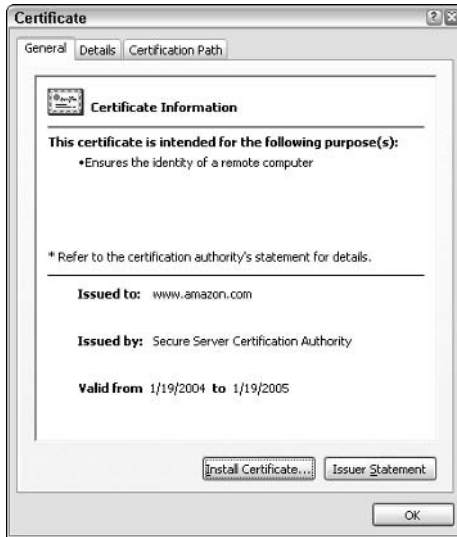 Certificate
General Details Certification Path
Certificate Information
This certificate is intended for the following purpose(s):
•Ensures the identity of a remote computer
* Refer to the certification authority's statement for details.
Issued to: www.amazon.com
Issued by: Secure Server Certification Authority
Valid from 1/19/2004 to 1/19/2005
Install Certificate... Issuer Statement
OK